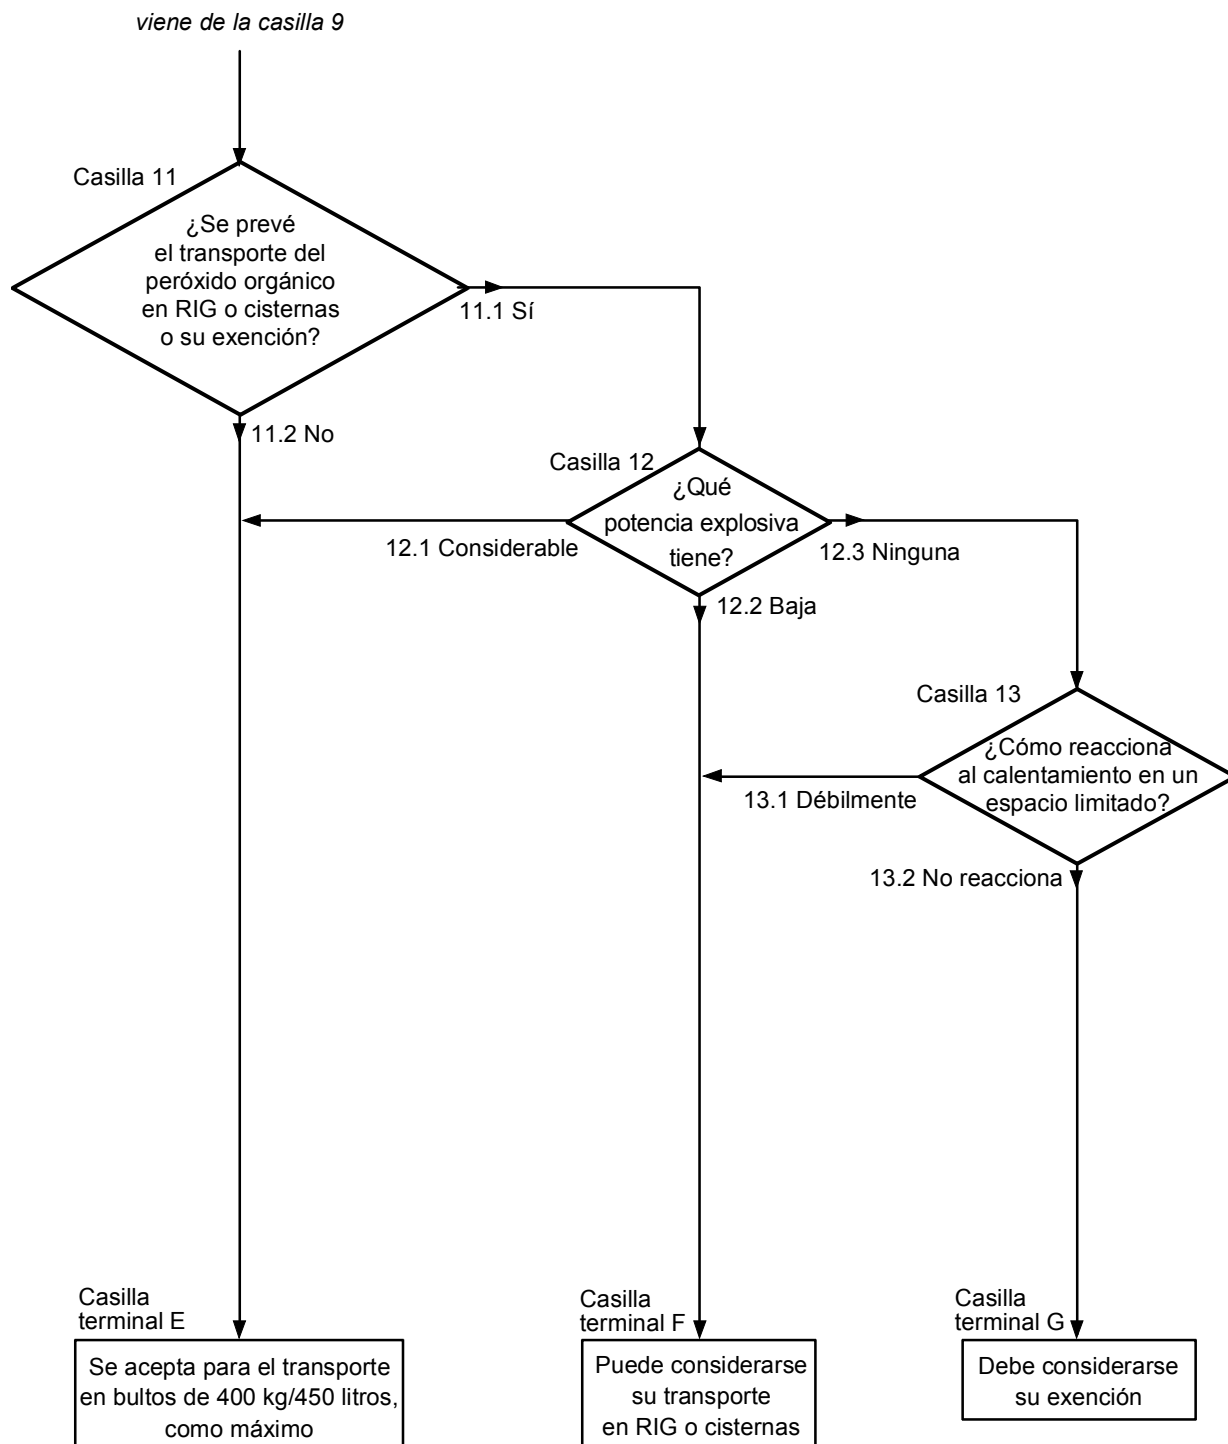 viene de la casilla 9
Casilla 11
¿Se prevé
el transporte del
peróxido orgánico
en RIG o cisternas
o su exención?
11.1 Sí
11.2 No
Casilla 12
¿Qué
potencia explosiva
tiene?
12.1 Considerable
12.3 Ninguna
12.2 Baja
Casilla 13
¿Cómo reacciona
al calentamiento en un
espacio limitado?
13.1 Débilmente
13.2 No reacciona
Casilla
terminal E
Se acepta para el transporte
en bultos de 400 kg/450 litros,
como máximo
Casilla
terminal F
Puede considerarse
su transporte
en RIG o cisternas
Casilla
terminal G
Debe considerarse
su exención